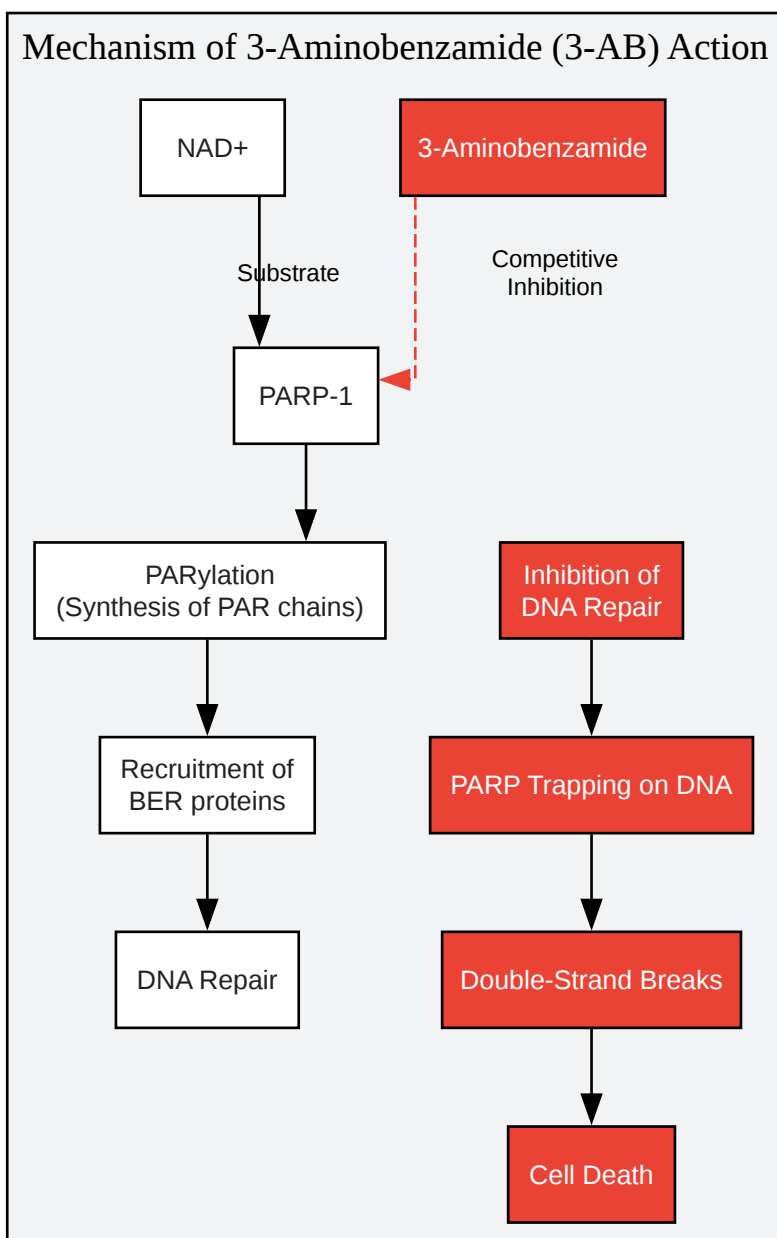 Mechanism of 3-Aminobenzamide (3-AB) Action
NAD+
3-Aminobenzamide
Substrate
Competitive
Inhibition
PARP-1
PARylation
(Synthesis of PAR chains)
Inhibition of
DNA Repair
Recruitment of
BER proteins
PARP Trapping on DNA
DNA Repair
Double-Strand Breaks
Cell Death